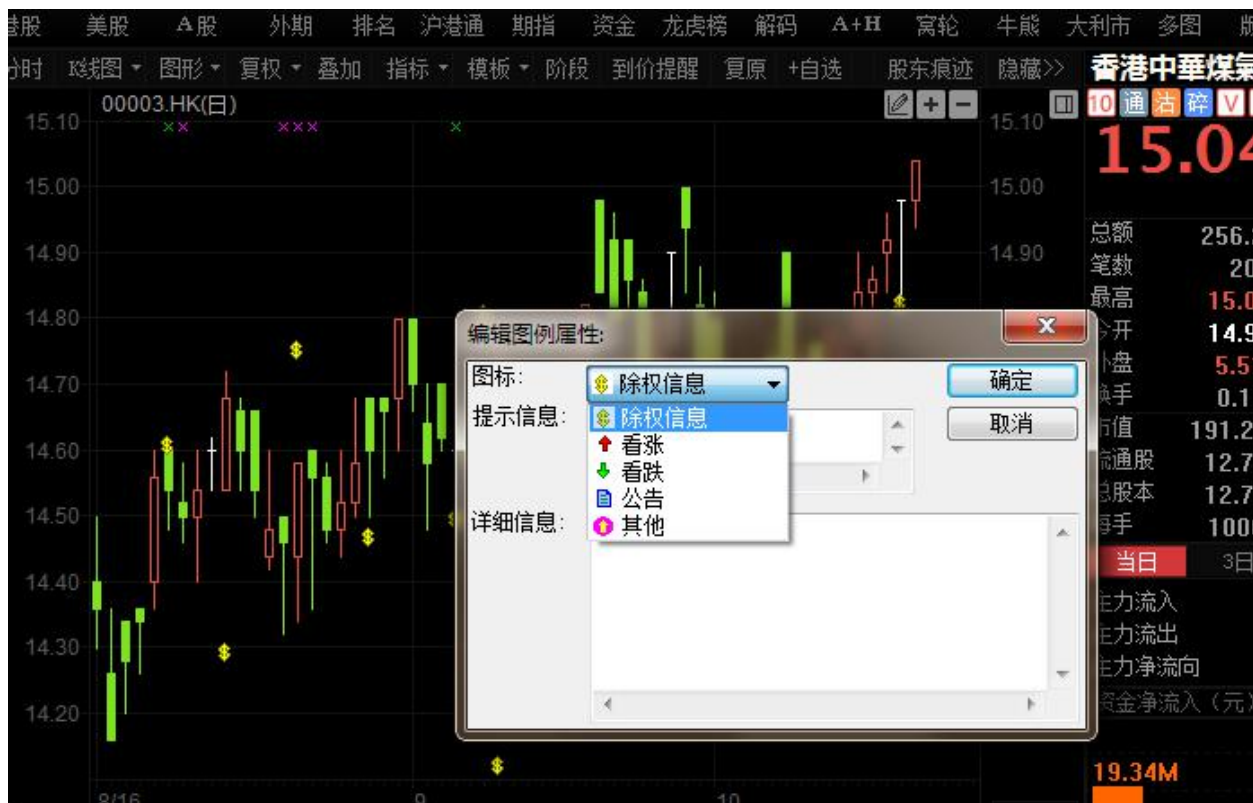 港股 美股 A股 外期 排名 沪港通 期指 资金 龙虎榜 解码 A+H 窝轮 牛熊 大利市 多图
分时 K线图 图形 复权 叠加 指标 模板 阶段 到价提醒 复原 +自选 股东痕迹 隐藏>> 香港中華煤氣
00003.HK(日)
10 通 沽 碎 V
15.10 15.10
15.04
15.00 15.00
总额 256.
14.90 14.90
笔数 20
最高 15.0
14.80
编辑图例属性:
今开 14.9
外盘 5.5
图标: 除权信息 确定
14.70
换手 0.1
提示信息: 除权信息 取消
市值 191.2
看涨
14.60
看跌
流通股 12.7
公告
总股本 12.7
14.50
详细信息: 其他
每手 100
当日 3日
14.40
主力流入
主力流出
14.30
主力净流向
资金净流入（元）
14.20
19.34M
8/16 9 10